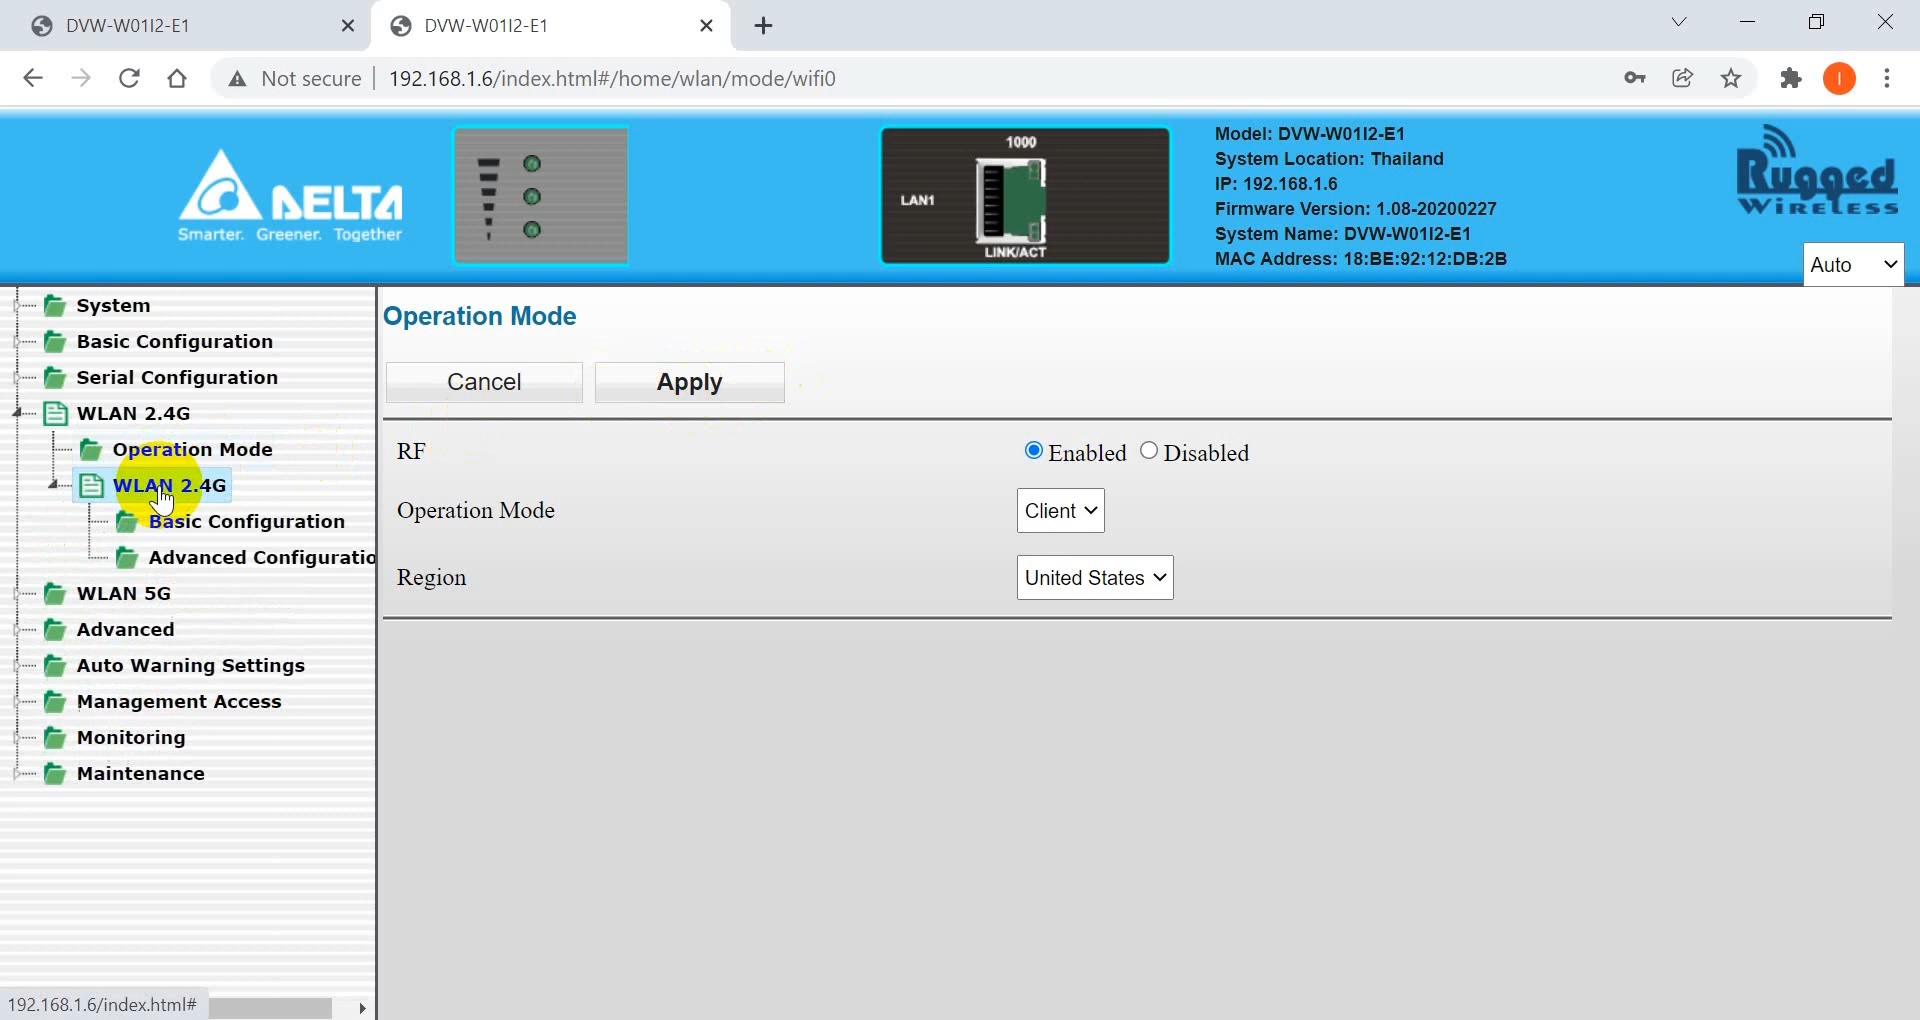 DVW-W01I2-E1
DVW-W01I2-E1
Not secure
192.168.1.6/index.html#/home/wlan/mode/wifi0
I
DELTA
Smarter. Greener. Together
1000
LAN1
LINK/ACT
Model: DVW-W01I2-E1
System Location: Thailand
IP: 192.168.1.6
Firmware Version: 1.08-20200227
System Name: DVW-W01I2-E1
MAC Address: 18:BE:92:12:DB:2B
Rugged
Wireless
Auto
System
Basic Configuration
Serial Configuration
WLAN 2.4G
Operation Mode
WLAN 2.4G
Basic Configuration
Advanced Configuratio
WLAN 5G
Advanced
Auto Warning Settings
Management Access
Monitoring
Maintenance
192.168.1.6/index.html#
Operation Mode
Cancel
Apply
RF
Enabled
Disabled
Operation Mode
Client
Region
United States